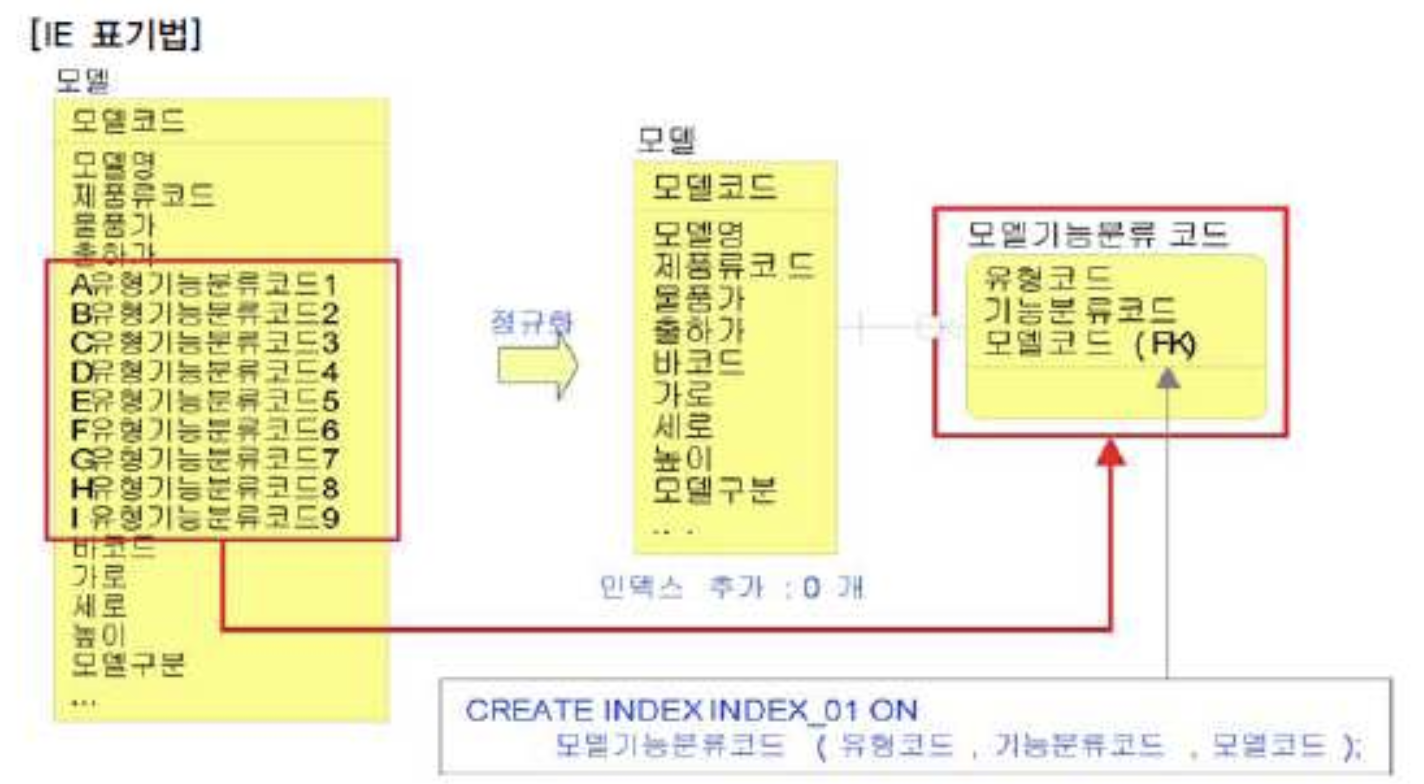 [IE 표기법]
모델
모델코드
모델명
제품류코드
물품가
출하가
A유형기능분류코드1
B유형기능분류코드2
C유형기능분류코드3
D유형기능분류코드4
E유형기능분류코드5
F유형기능분류코드6
G유형기능분류코드7
H유형기능분류코드8
I 유형기능분류코드9
바코드
가로
세로
높이
모델구분
...
정규화
모델
모델코드
모델명
제품류코드
물품가
출하가
바코드
가로
세로
높이
모델구분
...
인덱스 추가 : 0 개
모델기능분류 코드
유형코드
기능분류코드
모델코드 (FK)
CREATE INDEX INDEX_01 ON
모델기능분류코드 ( 유형코드 , 기능분류코드 , 모델코드 );